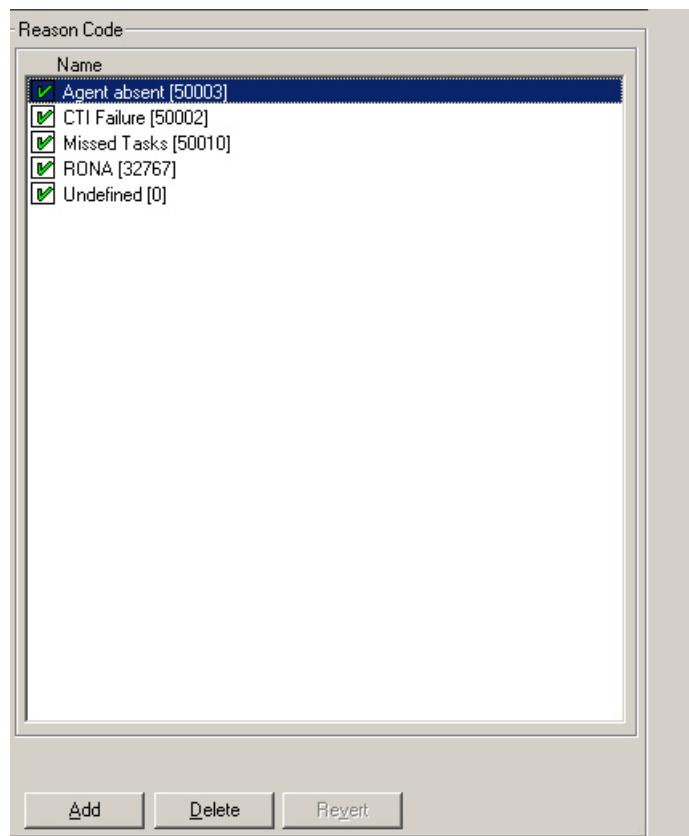 Reason Code
Name
Agent absent [50003]
CTI Failure [50002]
Missed Tasks [50010]
RONA [32767]
Undefined [0]
Add Delete Revert